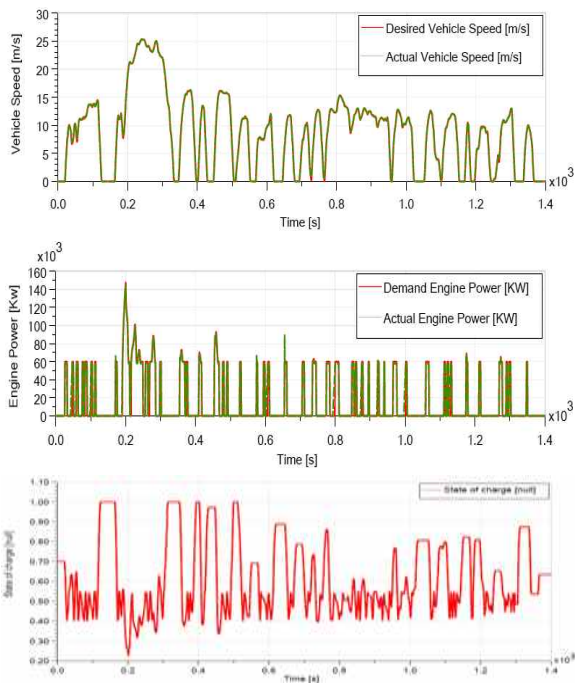 Vehicle Speed [m/s]
30
25
20
15
10
5
0
Desired Vehicle Speed [m/s]
Actual Vehicle Speed [m/s]
0.0 0.2 0.4 0.6 0.8 1.0 1.2 1.4
x10³
Time [s]
x10³
Engine Power [Kw]
160
140
120
100
80
60
40
20
0
Demand Engine Power [KW]
Actual Engine Power [KW]
0.0 0.2 0.4 0.6 0.8 1.0 1.2 1.4
x10³
Time [s]
State of charge [null]
1.10
1.00
0.90
0.80
0.70
0.60
0.50
0.40
0.30
0.20
State of charge [null]
0.0 0.2 0.4 0.6 0.8 1.0 1.2 1.4
x10³
Time [s]